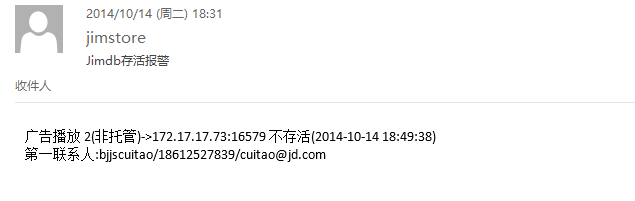 2014/10/14 (周二) 18:31
jimstore
Jimdb存活报警
收件人
广告播放 2(非托管)->172.17.17.73:16579 不存活(2014-10-14 18:49:38)
第一联系人:bjjscuitao/18612527839/cuitao@jd.com